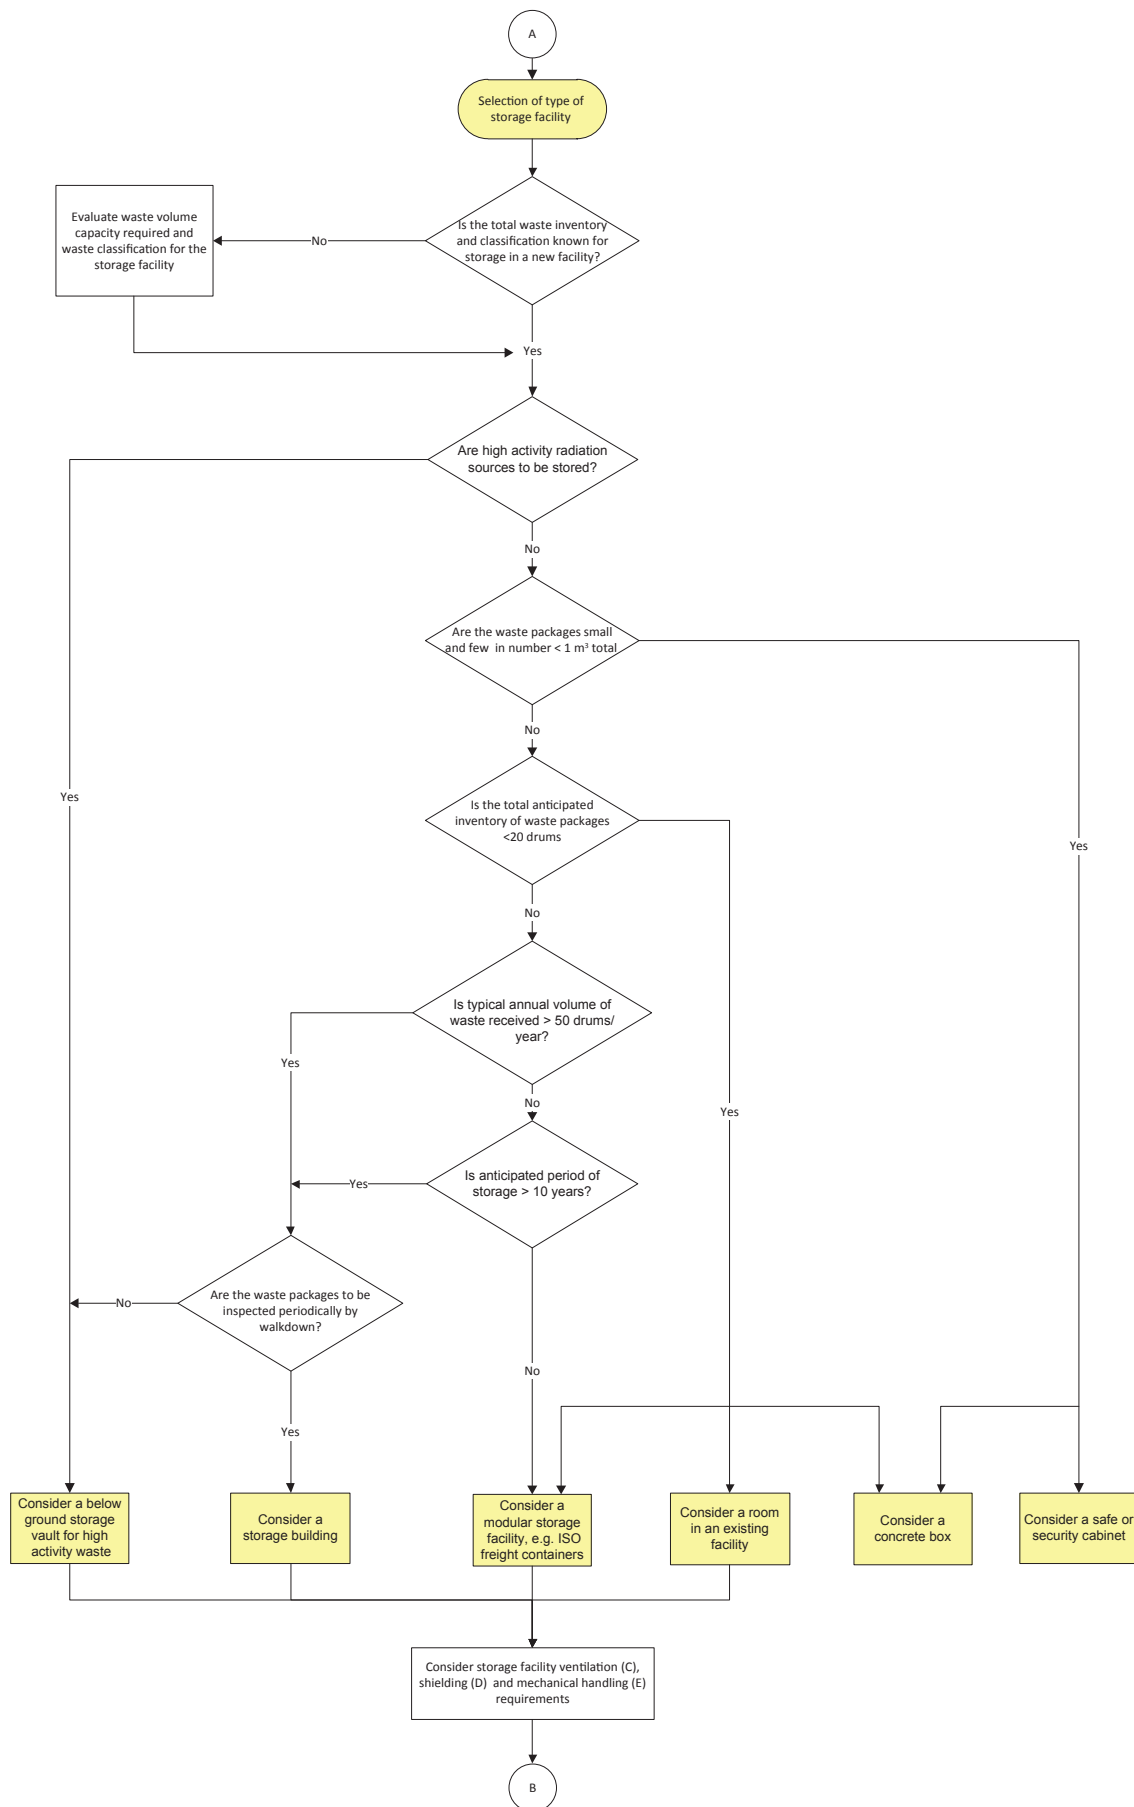 A
Selection of type of
storage facility
Is the total waste inventory
and classification known for
storage in a new facility?
No
Evaluate waste volume
capacity required and
waste classification for the
storage facility
Yes
Are high activity radiation
sources to be stored?
No
Are the waste packages small
and few in number < 1 m³ total
No
Yes
Is the total anticipated
inventory of waste packages
<20 drums
Yes
No
Is typical annual volume of
waste received > 50 drums/
year?
Yes
No
Yes
Is anticipated period of
storage > 10 years?
Yes
Are the waste packages to be
inspected periodically by
walkdown?
No
No
Yes
Consider a below
ground storage
vault for high
activity waste
Consider a
storage building
Consider a
modular storage
facility, e.g. ISO
freight containers
Consider a room
in an existing
facility
Consider a
concrete box
Consider a safe or
security cabinet
Consider storage facility ventilation (C),
shielding (D) and mechanical handling (E)
requirements
B